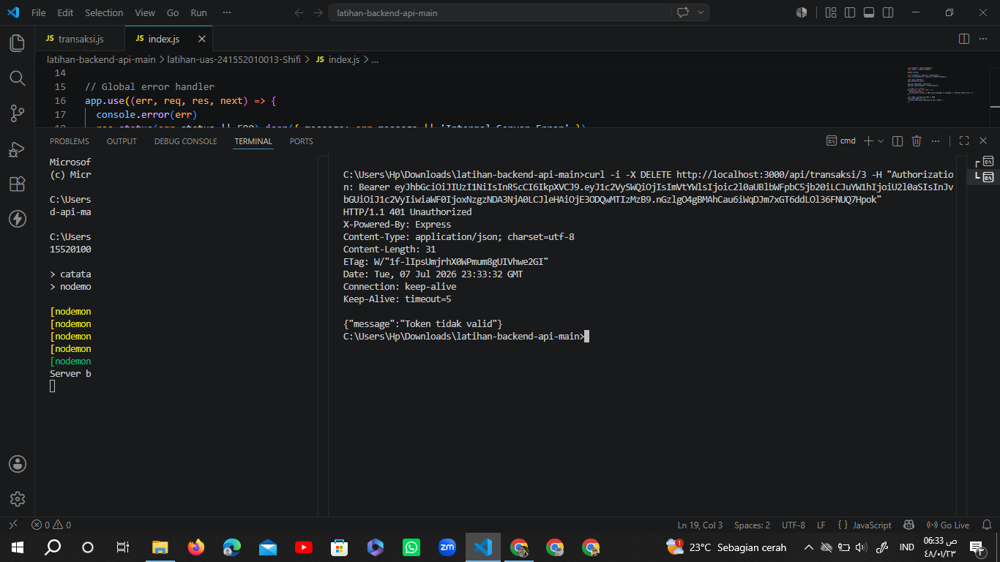 File Edit Selection View Go Run ···
latihan-backend-api-main
JS transaksi.js
JS index.js
latihan-backend-api-main > latihan-uas-241552010013-Shifi > JS index.js > ...
14
15 // Global error handler
16 app.use((err, req, res, next) => {
17 console.error(err)
PROBLEMS OUTPUT DEBUG CONSOLE TERMINAL PORTS
cmd
Microsof
(c) Micr
C:\Users
d-api-ma
C:\Users
15520100
> catata
> nodemo
[nodemon
[nodemon
[nodemon
[nodemon
[nodemon
Server b
C:\Users\Hp\Downloads\latihan-backend-api-main>curl -i -X DELETE http://localhost:3000/api/transaksi/3 -H "Authorizatio
n: Bearer eyJhbGciOiJIUzI1NiIsInR5cCI6IkpXVCJ9.eyJ1c2VySWQiOjIsImVtYWlsIjoic2l0aUBlbWFpbC5jb20iLCJuYW1hIjoiU2l0aSIsInJv
bGUiOiJ1c2VyIiwiaWF0IjoxNzgzNDA3NjA0LCJleHAiOjE3ODQwMTIzMzB9.nGzlgO4gBMAhCau6iWqDJm7xGT6ddLOl36FNUQ7Hpok"
HTTP/1.1 401 Unauthorized
X-Powered-By: Express
Content-Type: application/json; charset=utf-8
Content-Length: 31
ETag: W/"1f-lIpsUmjrhX0WPmum8gUIVhwe2GI"
Date: Tue, 07 Jul 2026 23:33:32 GMT
Connection: keep-alive
Keep-Alive: timeout=5
{"message":"Token tidak valid"}
C:\Users\Hp\Downloads\latihan-backend-api-main>
0 0
Ln 19, Col 3 Spaces: 2 UTF-8 LF { } JavaScript Go Live
zm
1
23°C Sebagian cerah
IND
06:33 ص
٤٨/٠١/٢٣
٣